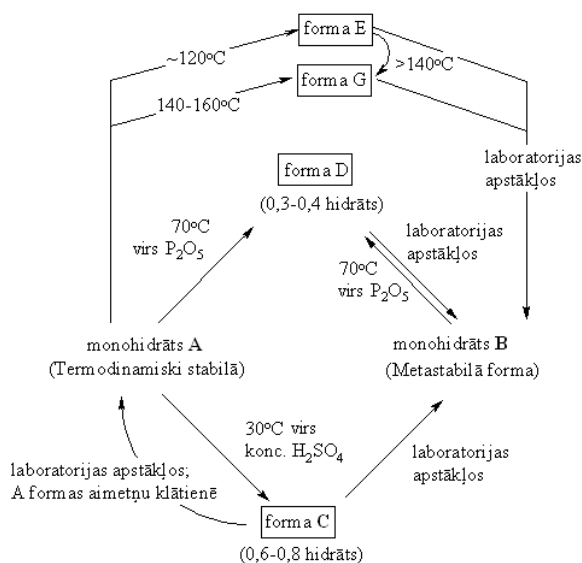 forma E
~120°C
>140°C
forma G
140-160°C
laboratorijas
apstākļos
forma D
(0,3-0,4 hidrāts)
70°C
virs P₂O₅
laboratorijas
apstākļos
70°C
virs P₂O₅
monohidrāts A
(Termodinamiski stabilā)
monohidrāts B
(Metastabilā forma)
30°C virs
konc. H₂SO₄
laboratorijas apstākļos;
A formas aimetņu klātienē
laboratorijas
apstākļos
forma C
(0,6-0,8 hidrāts)